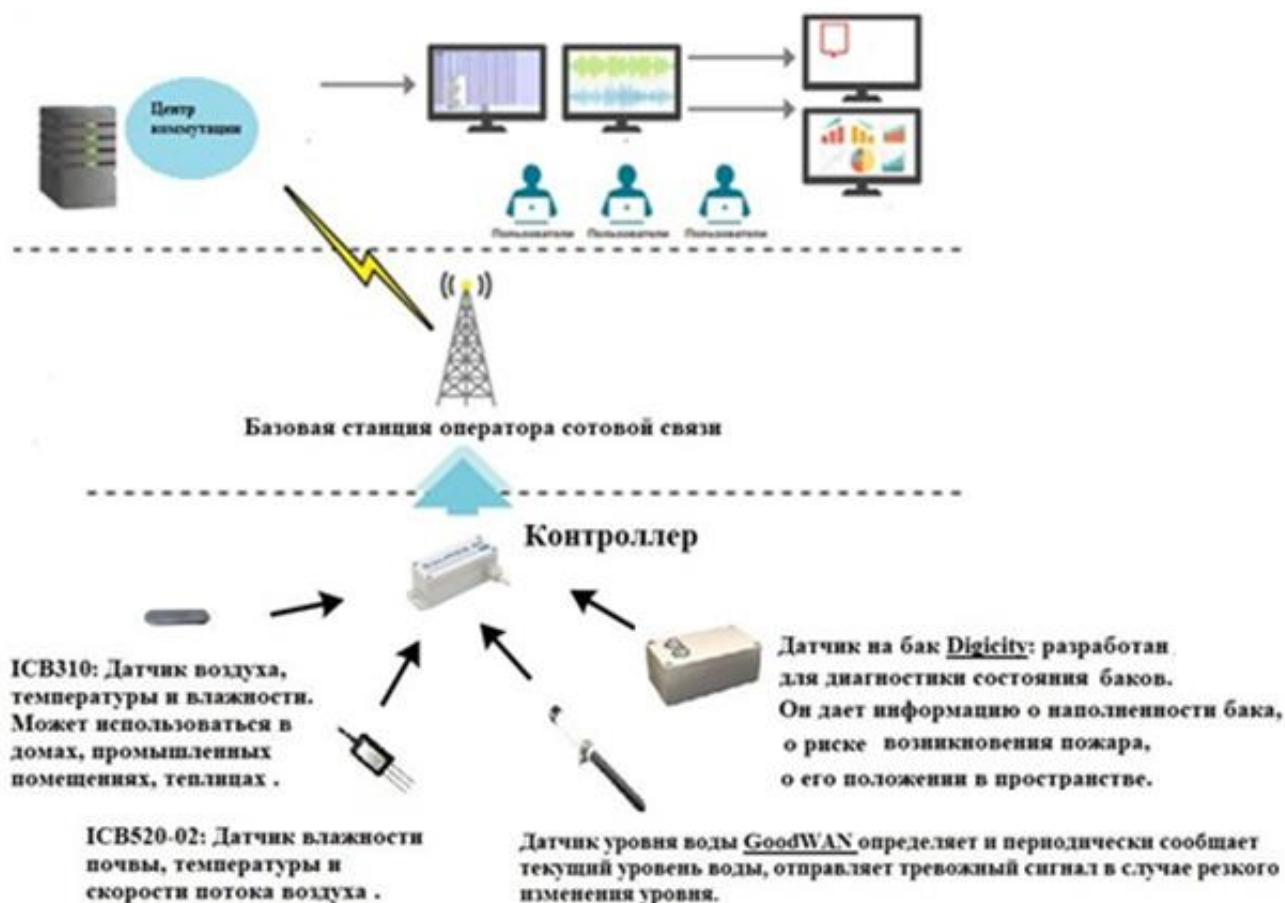 Центр
коммутации
Пользователи
Пользователи
Пользователи
Базовая станция оператора сотовой связи
Контроллер
ICB310: Датчик воздуха,
температуры и влажности.
Может использоваться в
домах, промышленных
помещениях, теплицах .
Датчик на бак Digicity: разработан
для диагностики состояния баков.
Он дает информацию о наполненности бака,
о риске возникновения пожара,
о его положении в пространстве.
ICB520-02: Датчик влажности
почвы, температуры и
скорости потока воздуха .
Датчик уровня воды GoodWAN определяет и периодически сообщает
текущий уровень воды, отправляет тревожный сигнал в случае резкого
изменения уровня.